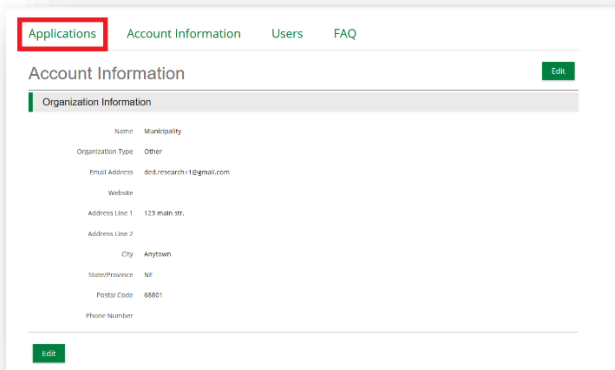 Applications Account Information Users FAQ
Account Information Edit
Organization Information
Name Municipality
Organization Type Other
Email Address ded.research+1@gmail.com
Website
Address Line 1 123 main str.
Address Line 2
City Anytown
State/Province NE
Postal Code 68801
Phone Number
Edit